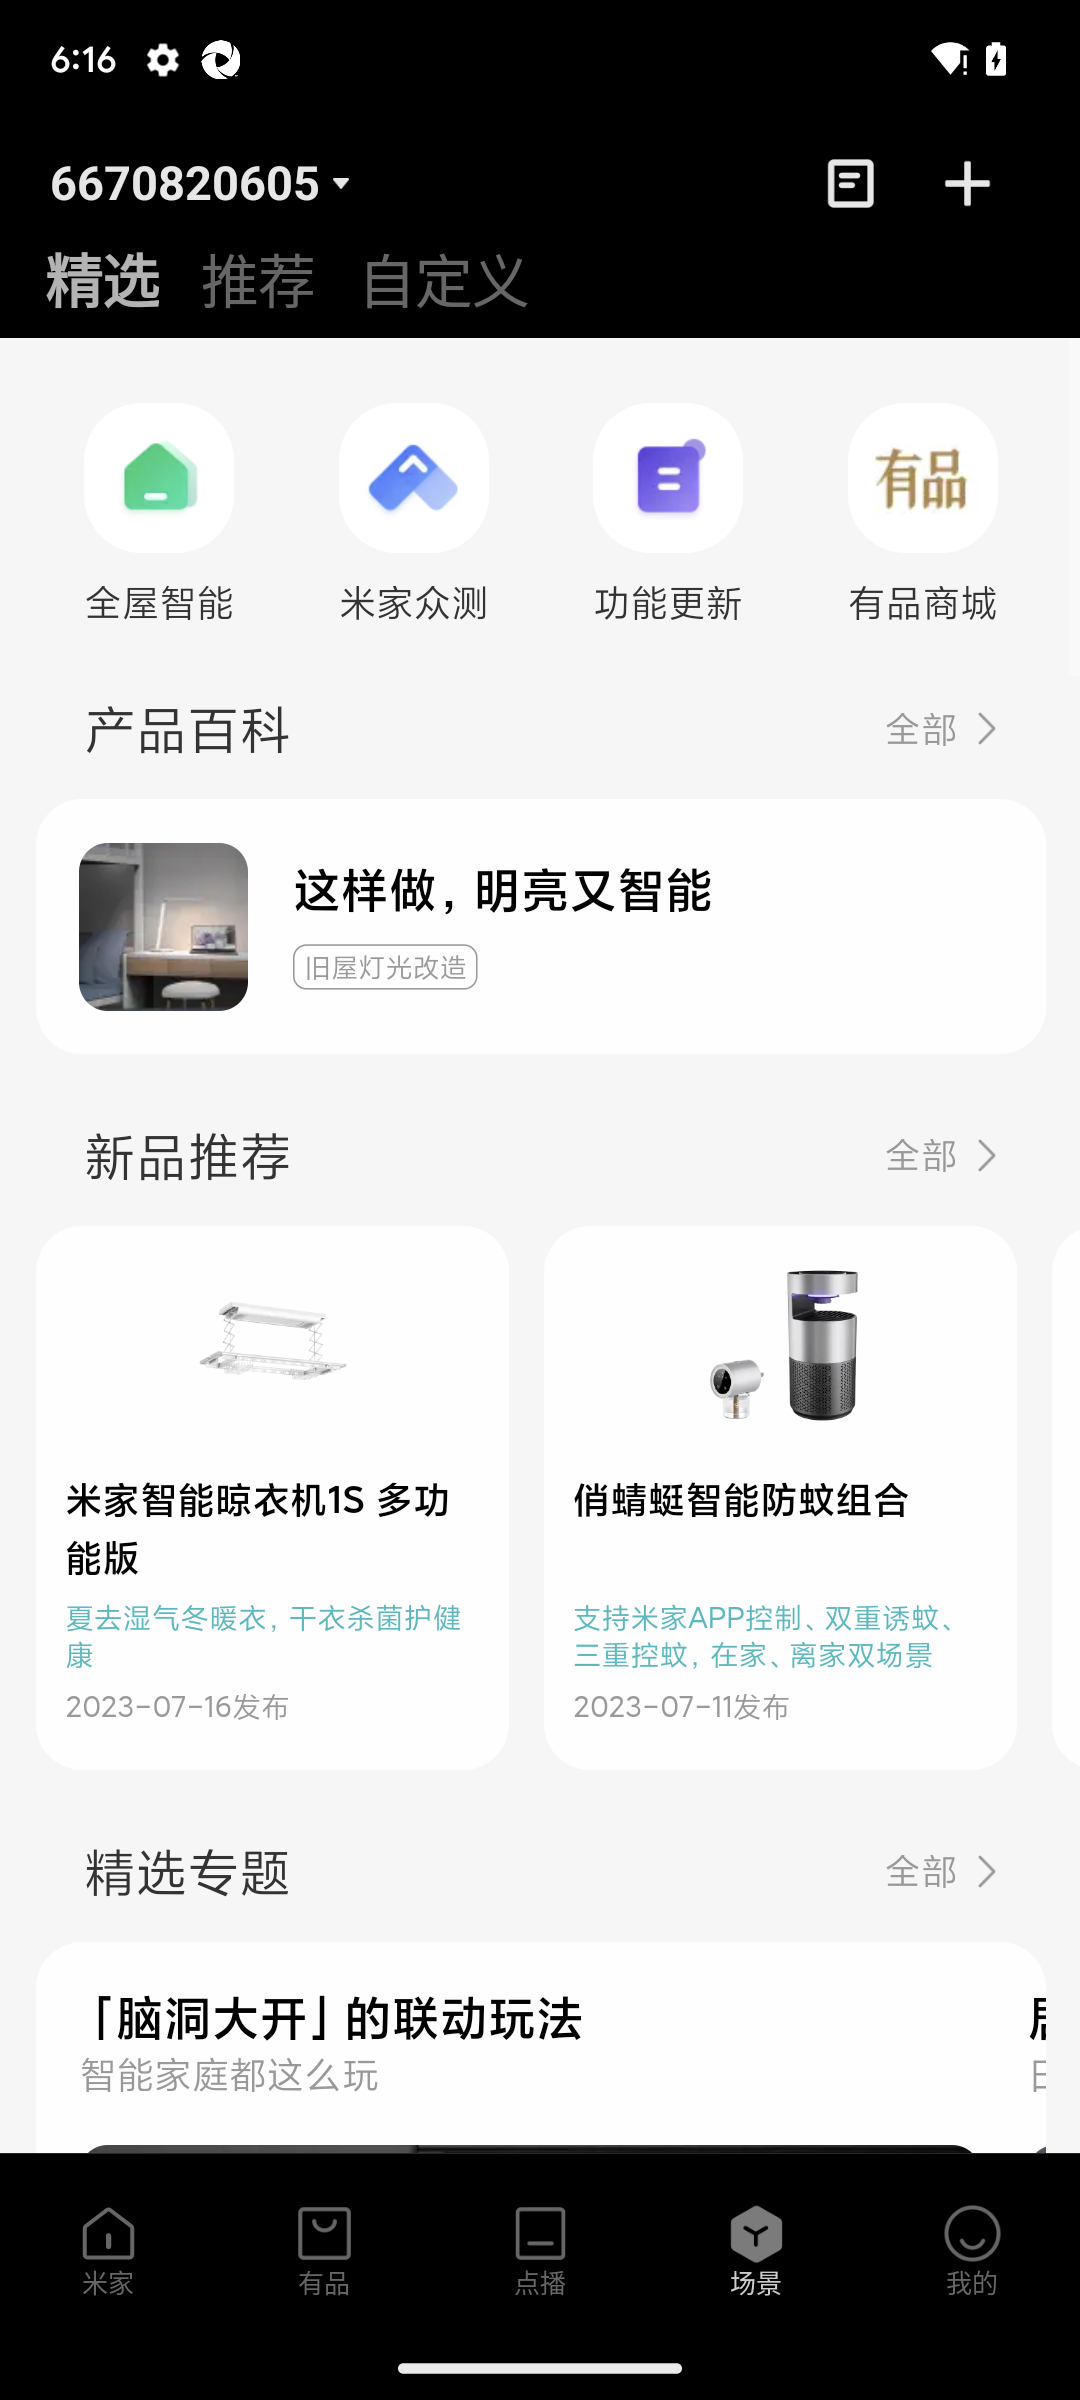 6:16
6670820605
精选 推荐 自定义
有品
全屋智能 米家众测 功能更新 有品商城
产品百科 全部
这样做，明亮又智能
旧屋灯光改造
新品推荐 全部
米家智能晾衣机1S 多功
能版
夏去湿气冬暖衣，干衣杀菌护健
康
2023-07-16发布
俏蜻蜓智能防蚊组合
支持米家APP控制、双重诱蚊、
三重控蚊，在家、离家双场景
2023-07-11发布
精选专题 全部
「脑洞大开」的联动玩法
智能家庭都这么玩
米家 有品 点播 场景 我的